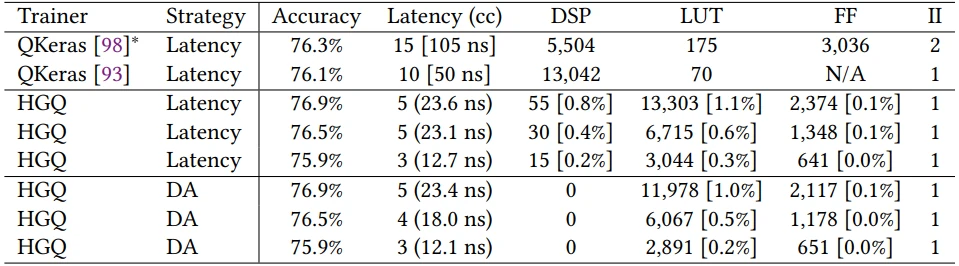 Trainer Strategy Accuracy Latency (cc) DSP LUT FF II
QKeras [98]* Latency 76.3% 15 [105 ns] 5,504 175 3,036 2
QKeras [93] Latency 76.1% 10 [50 ns] 13,042 70 N/A 1
HGQ Latency 76.9% 5 (23.6 ns) 55 [0.8%] 13,303 [1.1%] 2,374 [0.1%] 1
HGQ Latency 76.5% 5 (23.1 ns) 30 [0.4%] 6,715 [0.6%] 1,348 [0.1%] 1
HGQ Latency 75.9% 3 (12.7 ns) 15 [0.2%] 3,044 [0.3%] 641 [0.0%] 1
HGQ DA 76.9% 5 (23.4 ns) 0 11,978 [1.0%] 2,117 [0.1%] 1
HGQ DA 76.5% 4 (18.0 ns) 0 6,067 [0.5%] 1,178 [0.0%] 1
HGQ DA 75.9% 3 (12.1 ns) 0 2,891 [0.2%] 651 [0.0%] 1